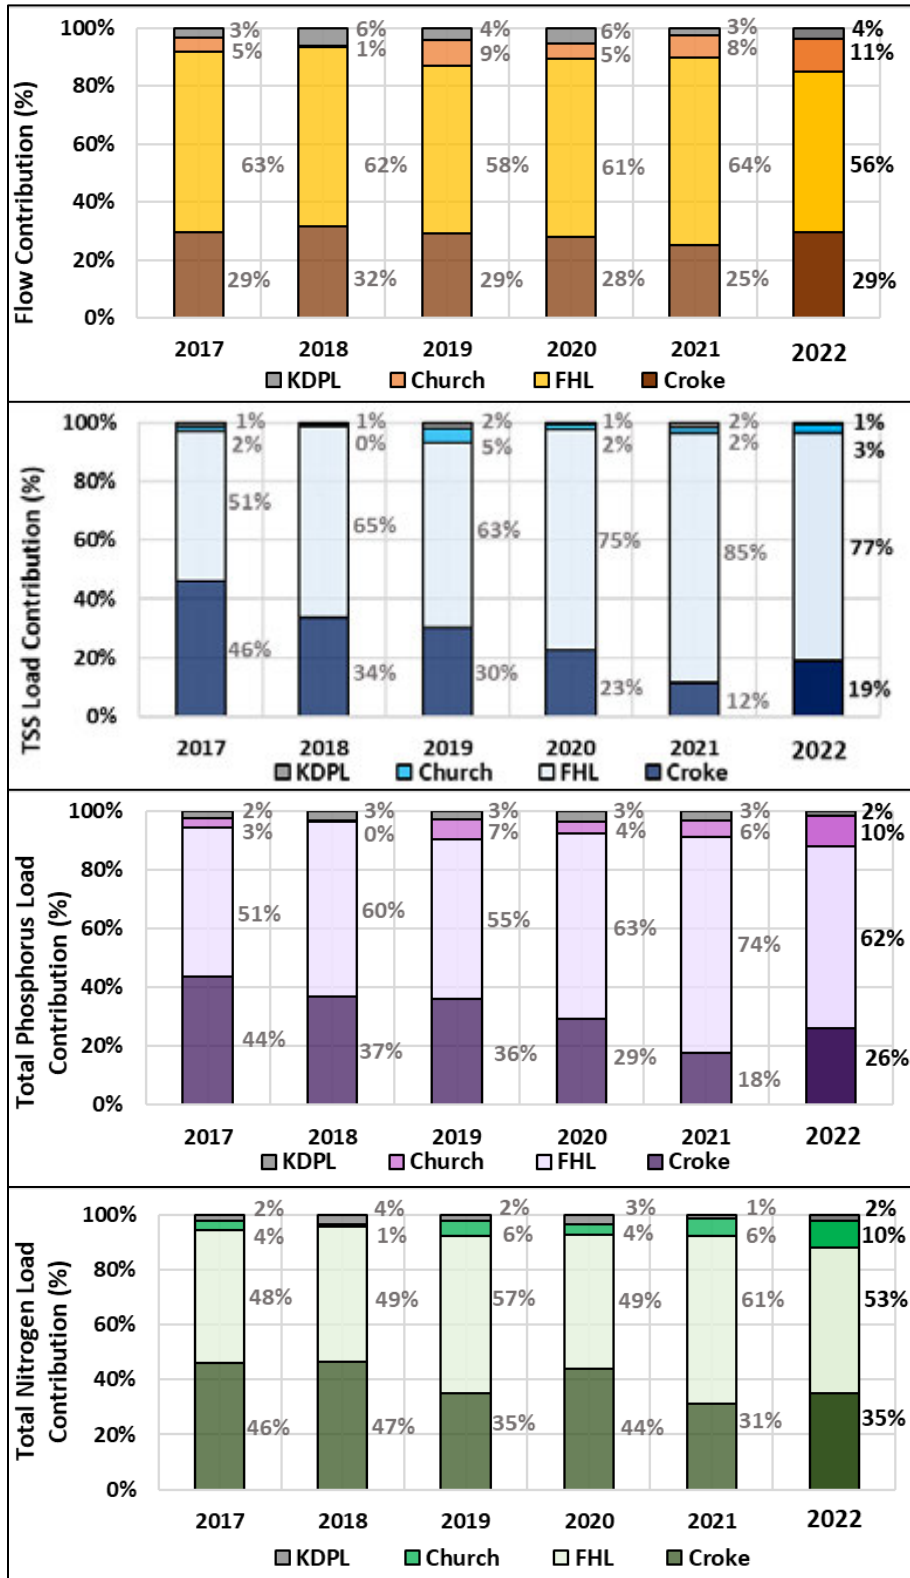 Flow Contribution (%)
100%
80%
60%
40%
20%
0%
3% 6% 4% 6% 3% 4%
5% 1% 9% 5% 8% 11%
63% 62% 58% 61% 64% 56%
29% 32% 29% 28% 25% 29%
2017 2018 2019 2020 2021 2022
KDPL Church FHL Croke
TSS Load Contribution (%)
100%
80%
60%
40%
20%
0%
1% 1% 2% 1% 2% 1%
2% 0% 5% 2% 2% 3%
51% 65% 63% 75% 85% 77%
46% 34% 30% 23% 12% 19%
2017 2018 2019 2020 2021 2022
KDPL Church FHL Croke
Total Phosphorus Load
Contribution (%)
100%
80%
60%
40%
20%
0%
2% 3% 3% 3% 3% 2%
3% 0% 7% 4% 6% 10%
51% 60% 55% 63% 74% 62%
44% 37% 36% 29% 18% 26%
2017 2018 2019 2020 2021 2022
KDPL Church FHL Croke
Total Nitrogen Load
Contribution (%)
100%
80%
60%
40%
20%
0%
2% 4% 2% 3% 1% 2%
4% 1% 6% 4% 6% 10%
48% 49% 57% 49% 61% 53%
46% 47% 35% 44% 31% 35%
2017 2018 2019 2020 2021 2022
KDPL Church FHL Croke